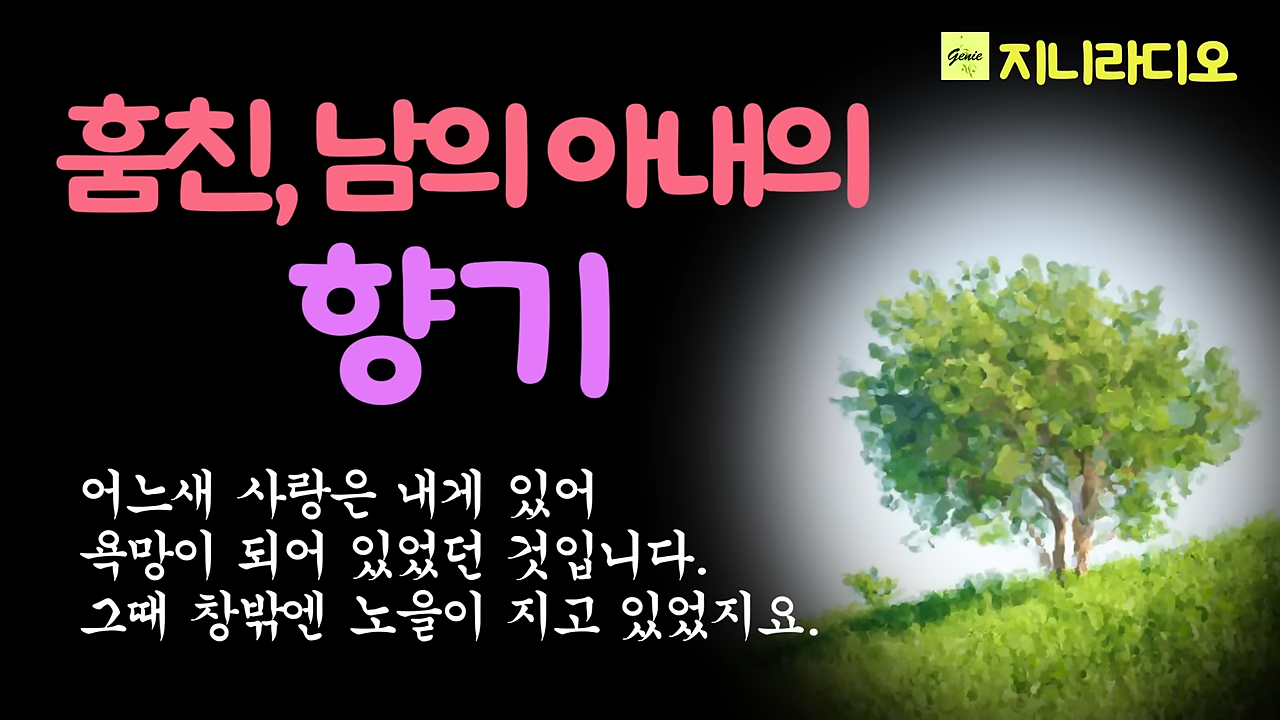 Genie 지니라디오
훔친, 남의 아내의
향기
어느새 사랑은 내게 있어
욕망이 되어 있었던 것입니다.
그때 창밖엔 노을이 지고 있었지요.